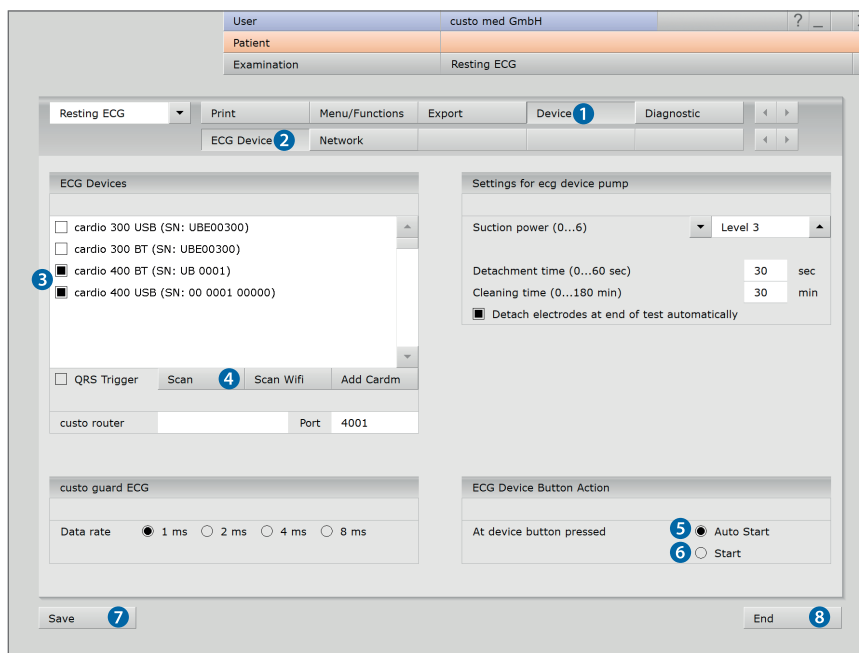 User custo med GmbH ? _
Patient
Examination Resting ECG
Resting ECG Print Menu/Functions Export Device 1 Diagnostic
ECG Device 2 Network
ECG Devices
cardio 300 USB (SN: UBE00300)
cardio 300 BT (SN: UBE00300)
3 cardio 400 BT (SN: UB 0001)
cardio 400 USB (SN: 00 0001 00000)
QRS Trigger Scan 4 Scan Wifi Add Cardm
custo router Port 4001
Settings for ecg device pump
Suction power (0...6) Level 3
Detachment time (0...60 sec) 30 sec
Cleaning time (0...180 min) 30 min
Detach electrodes at end of test automatically
custo guard ECG
Data rate 1 ms 2 ms 4 ms 8 ms
ECG Device Button Action
At device button pressed 5 Auto Start
6 Start
Save 7 End 8